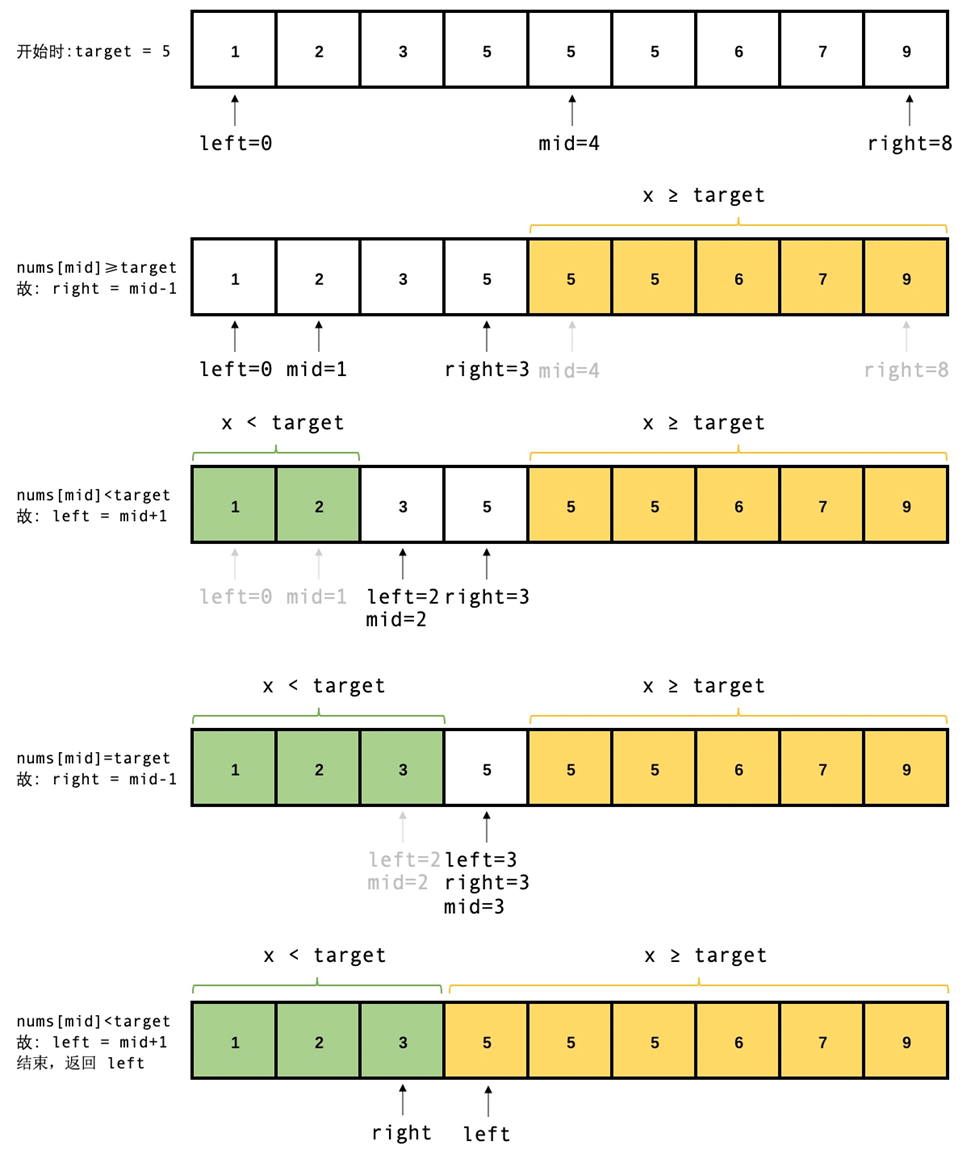 开始时:target = 5
1 2 3 5 5 5 6 7 9
left=0 mid=4 right=8
x ≥ target
nums[mid]≥target
故: right = mid-1
1 2 3 5 5 5 6 7 9
left=0 mid=1 right=3 mid=4 right=8
x < target x ≥ target
nums[mid]<target
故: left = mid+1
1 2 3 5 5 5 6 7 9
left=0 mid=1 left=2 right=3
mid=2
x < target x ≥ target
nums[mid]=target
故: right = mid-1
1 2 3 5 5 5 6 7 9
left=2 left=3
mid=2 right=3
mid=3
x < target x ≥ target
nums[mid]<target
故: left = mid+1
结束, 返回 left
1 2 3 5 5 5 6 7 9
right left